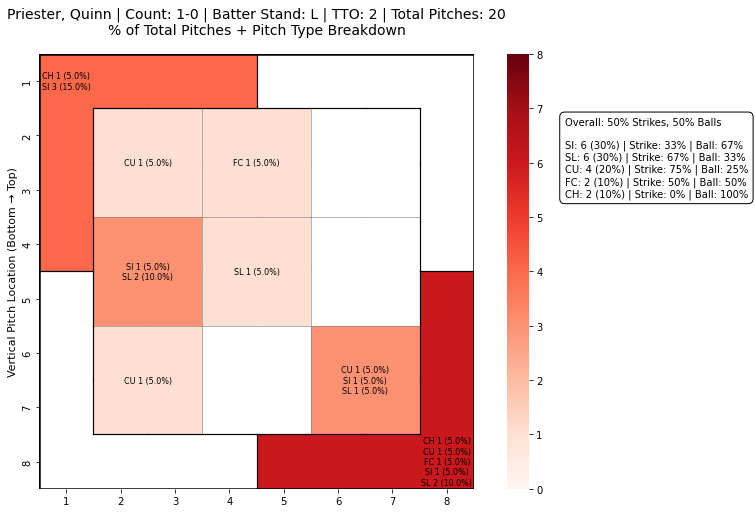 Priester, Quinn | Count: 1-0 | Batter Stand: L | TTO: 2 | Total Pitches: 20
% of Total Pitches + Pitch Type Breakdown
Vertical Pitch Location (Bottom → Top)
1
2
3
4
5
6
7
8
CH 1 (5.0%)
SI 3 (15.0%)
CU 1 (5.0%)
FC 1 (5.0%)
SI 1 (5.0%)
SL 2 (10.0%)
SL 1 (5.0%)
CU 1 (5.0%)
CU 1 (5.0%)
SI 1 (5.0%)
SL 1 (5.0%)
CH 1 (5.0%)
CU 1 (5.0%)
FC 1 (5.0%)
SI 1 (5.0%)
SL 2 (10.0%)
1
2
3
4
5
6
7
8
8
7
6
5
4
3
2
1
0
Overall: 50% Strikes, 50% Balls
SI: 6 (30%) | Strike: 33% | Ball: 67%
SL: 6 (30%) | Strike: 67% | Ball: 33%
CU: 4 (20%) | Strike: 75% | Ball: 25%
FC: 2 (10%) | Strike: 50% | Ball: 50%
CH: 2 (10%) | Strike: 0% | Ball: 100%